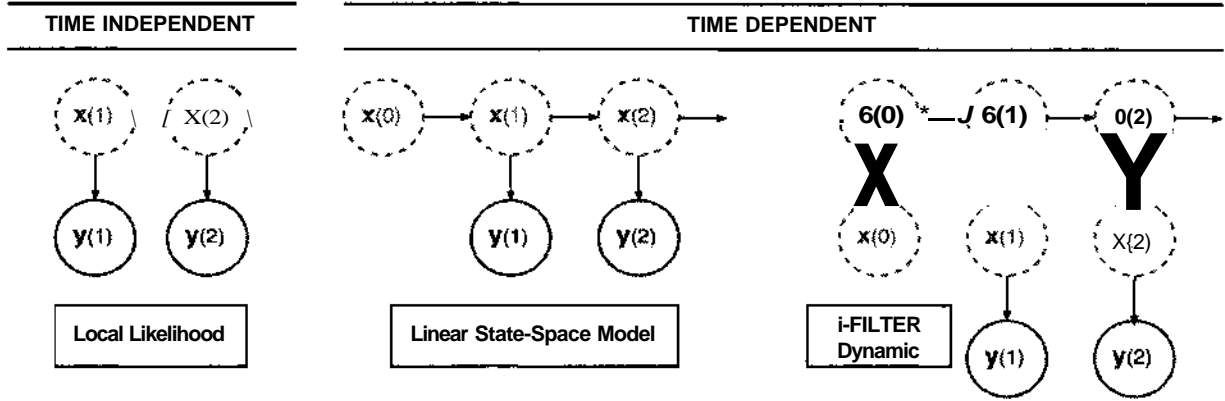 TIME INDEPENDENT
TIME DEPENDENT
x(1) X(2)
x(0) x(1) x(2)
6(0) *—J 6(1) 0(2)
X Y
y(1) y(2)
y(1) y(2)
x(0) x(1) X{2)
Local Likelihood
Linear State-Space Model
i-FILTER
Dynamic
y(1) y(2)